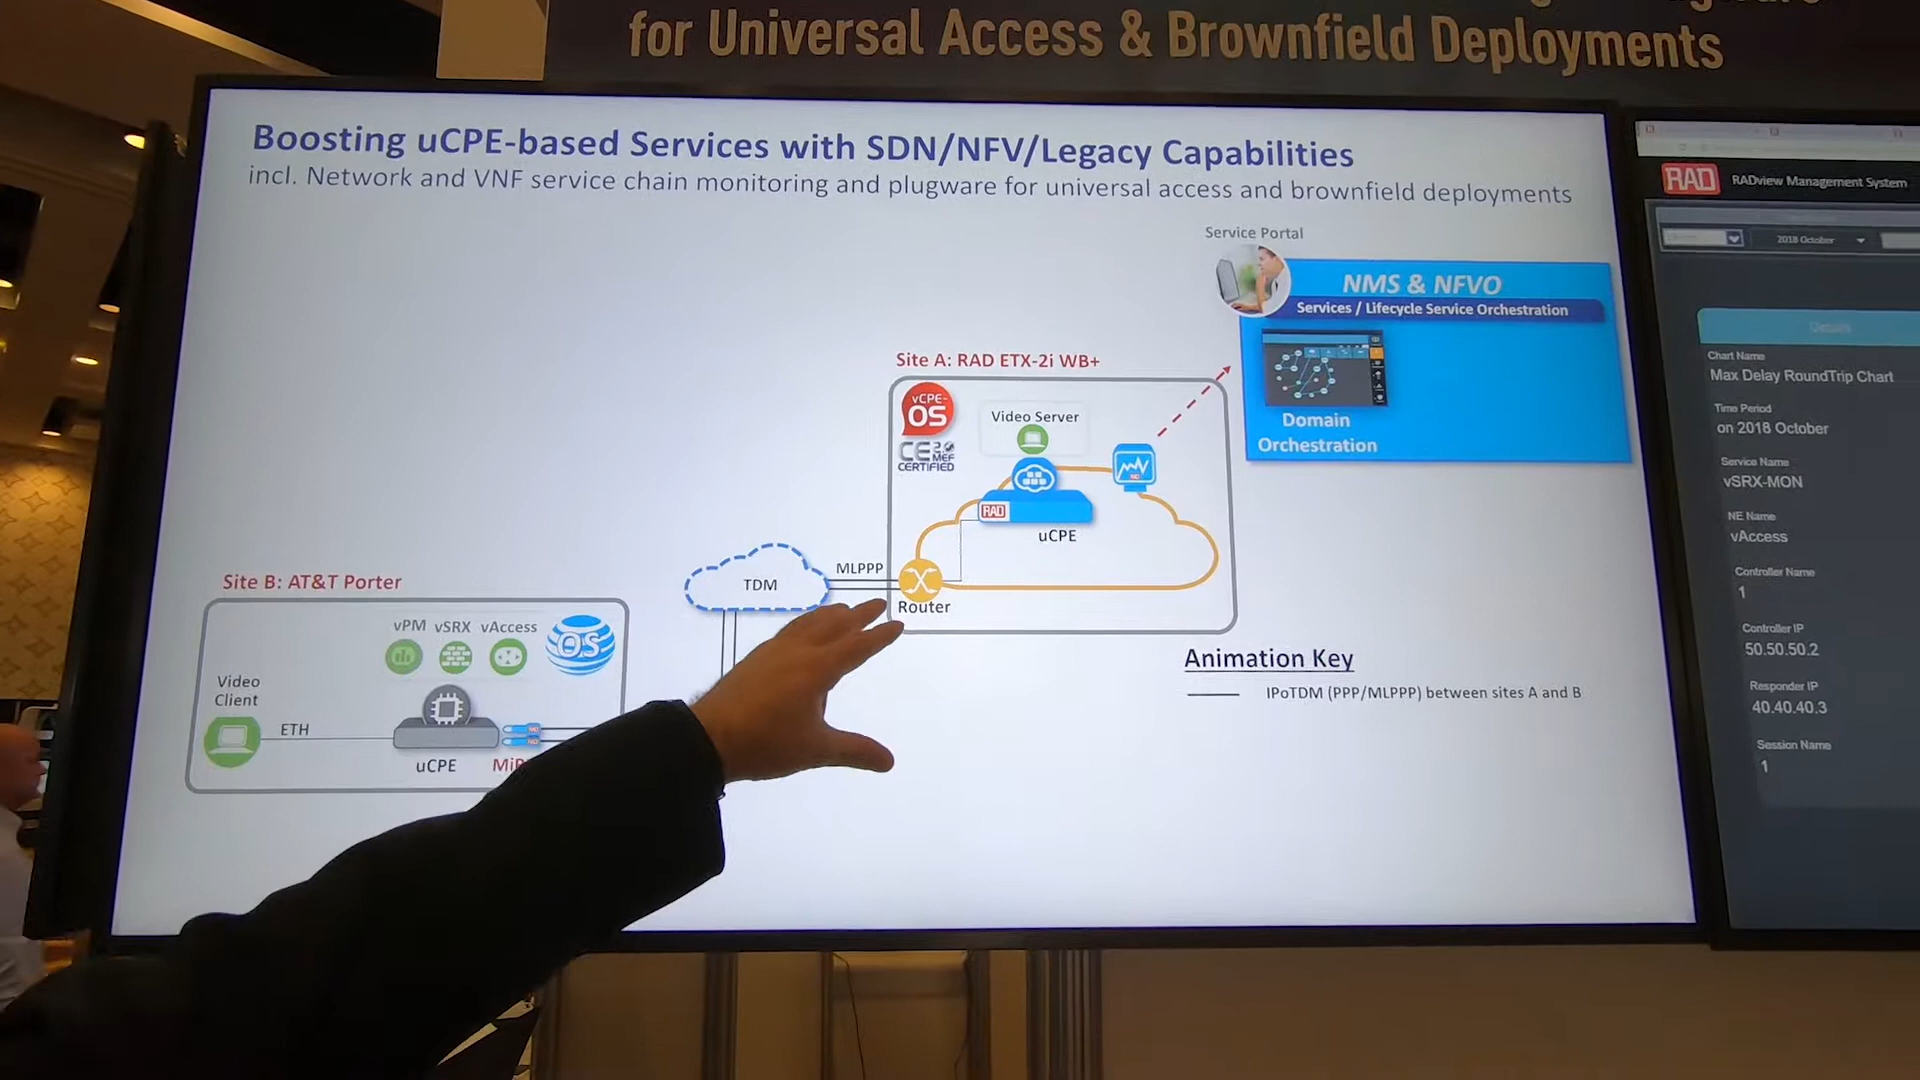 for Universal Access & Brownfield Deployments
Boosting uCPE-based Services with SDN/NFV/Legacy Capabilities
incl. Network and VNF service chain monitoring and plugware for universal access and brownfield deployments
Service Portal
NMS & NFVO
Services / Lifecycle Service Orchestration
Domain
Orchestration
Site A: RAD ETX-2i WB+
vCPE-
OS
CE 2.0
MEF
CERTIFIED
Video Server
RAD
uCPE
MLPPP
TDM
Router
Site B: AT&T Porter
vPM vSRX vAccess
OS
Video
Client
ETH
uCPE
Animation Key
IPoTDM (PPP/MLPPP) between sites A and B
RAD RADview Management System
2018 October
Details
Chart Name
Max Delay RoundTrip Chart
Time Period
on 2018 October
Service Name
vSRX-MON
NE Name
vAccess
Controller Name
1
Controller IP
50.50.50.2
Responder IP
40.40.40.3
Session Name
1